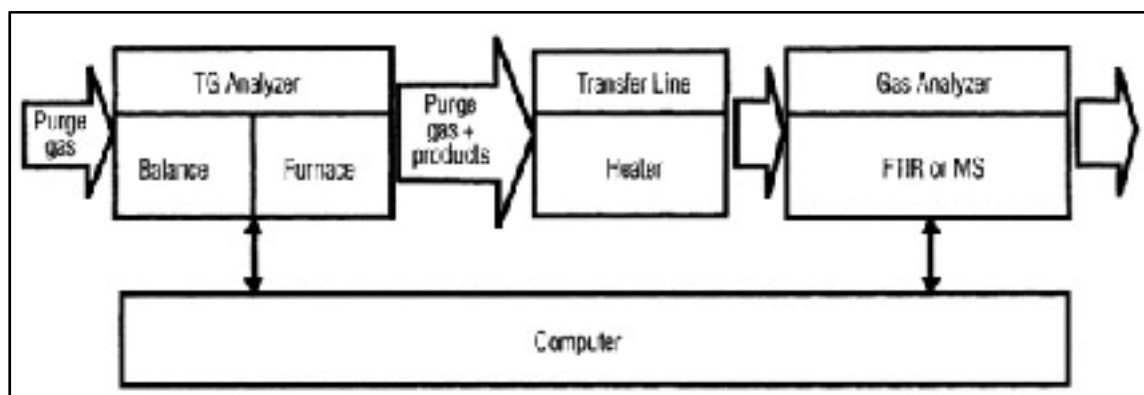 TG Analyzer
Transfer Line
Gas Analyzer
Purge
gas
Balance
Furnace
Purge
gas +
products
Heater
FTIR or MS
Computer